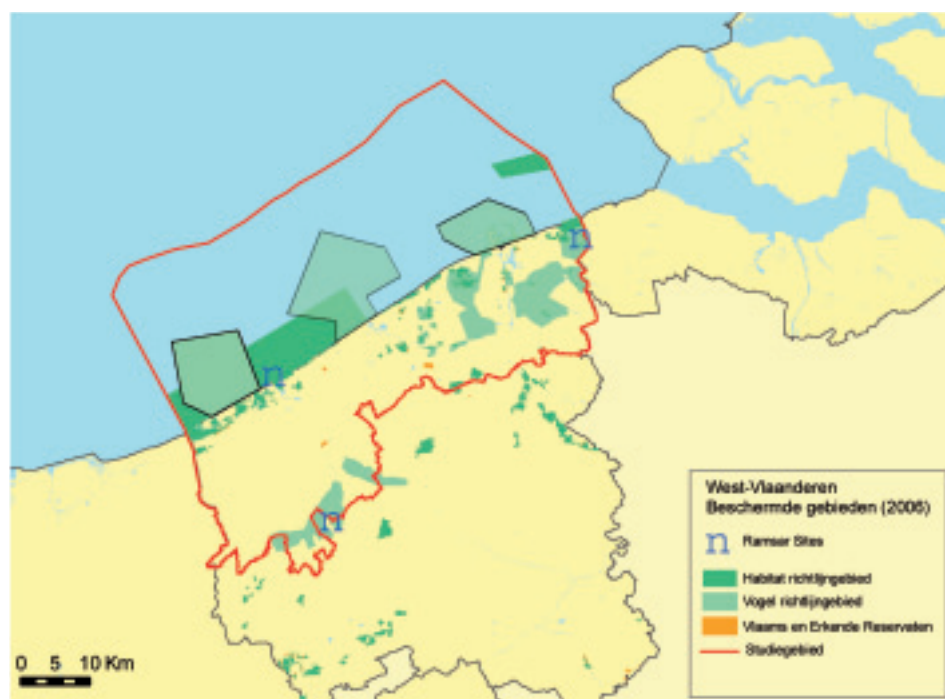 n
n
n
West-Vlaanderen
Beschermde gebieden (2006)
n Ramsar Sites
Habitat richtlijngebied
Vogel richtlijngebied
Vlaams en Erkende Reservaten
Studiegebied
0 5 10 Km